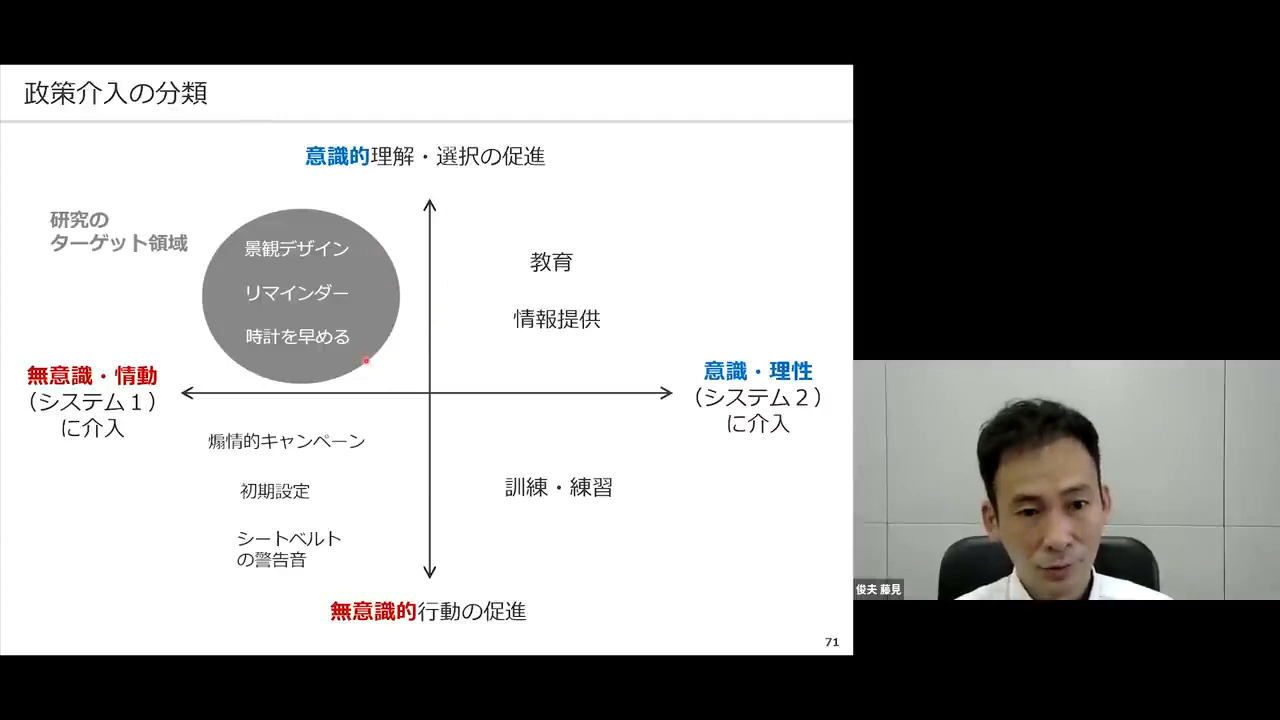 政策介入の分類
意識的理解・選択の促進
研究の
ターゲット領域
景観デザイン
リマインダー
時計を早める
教育
情報提供
無意識・情動
（システム１）
に介入
意識・理性
（システム２）
に介入
煽情的キャンペーン
初期設定
シートベルト
の警告音
訓練・練習
無意識的行動の促進
71
俊夫 藤見